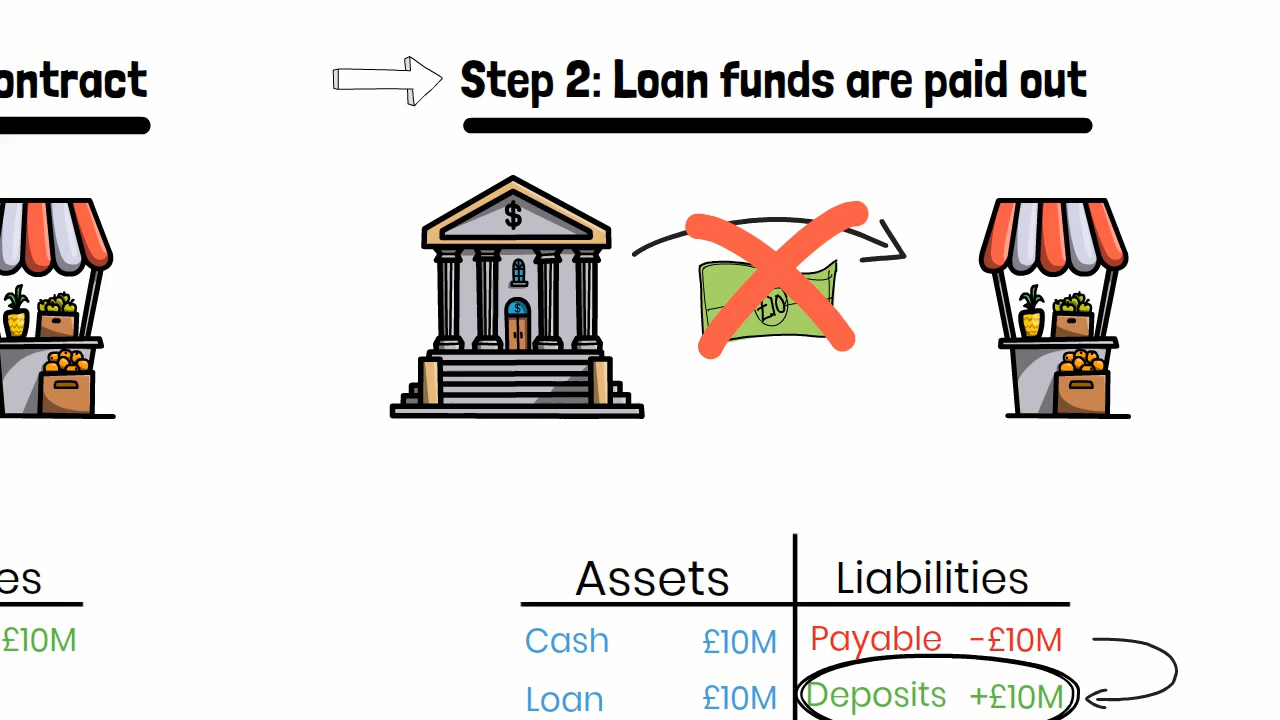 ontract
Step 2: Loan funds are paid out
$
$
£10
Assets Liabilities
es
Cash £10M Payable -£10M
£10M
Loan £10M Deposits +£10M